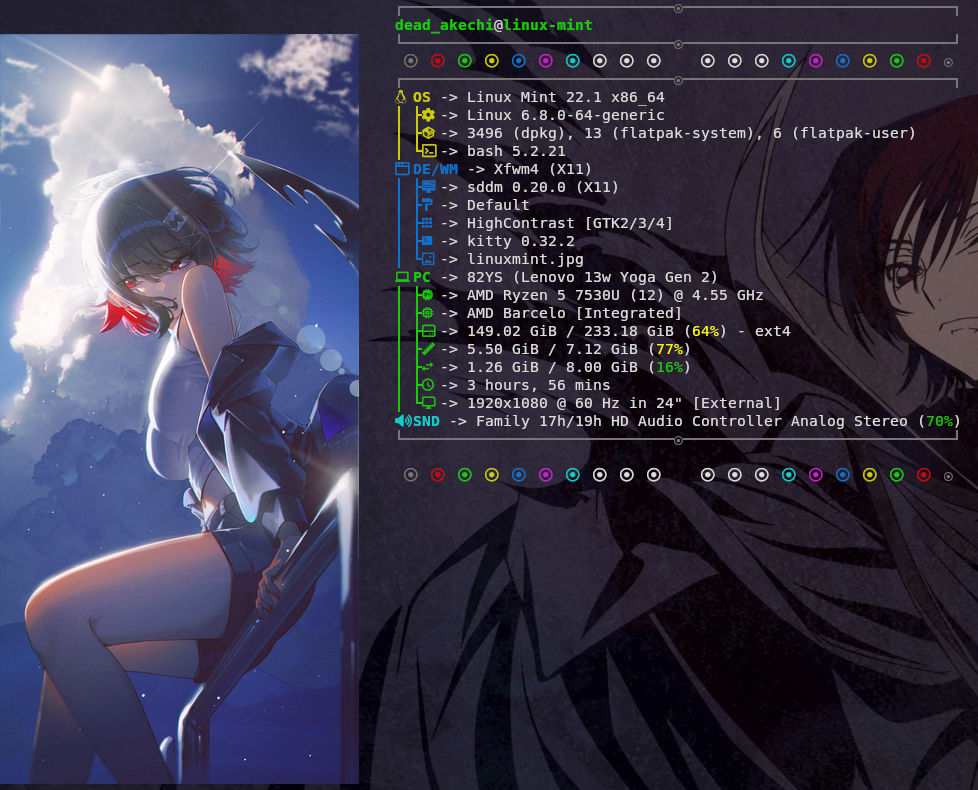 dead_akechi@linux-mint
OS -> Linux Mint 22.1 x86_64
-> Linux 6.8.0-64-generic
-> 3496 (dpkg), 13 (flatpak-system), 6 (flatpak-user)
-> bash 5.2.21
DE/WM -> Xfwm4 (X11)
-> sddm 0.20.0 (X11)
-> Default
-> HighContrast [GTK2/3/4]
-> kitty 0.32.2
-> linuxmint.jpg
PC -> 82YS (Lenovo 13w Yoga Gen 2)
-> AMD Ryzen 5 7530U (12) @ 4.55 GHz
-> AMD Barcelo [Integrated]
-> 149.02 GiB / 233.18 GiB (64%) - ext4
-> 5.50 GiB / 7.12 GiB (77%)
-> 1.26 GiB / 8.00 GiB (16%)
-> 3 hours, 56 mins
-> 1920x1080 @ 60 Hz in 24" [External]
SND -> Family 17h/19h HD Audio Controller Analog Stereo (70%)